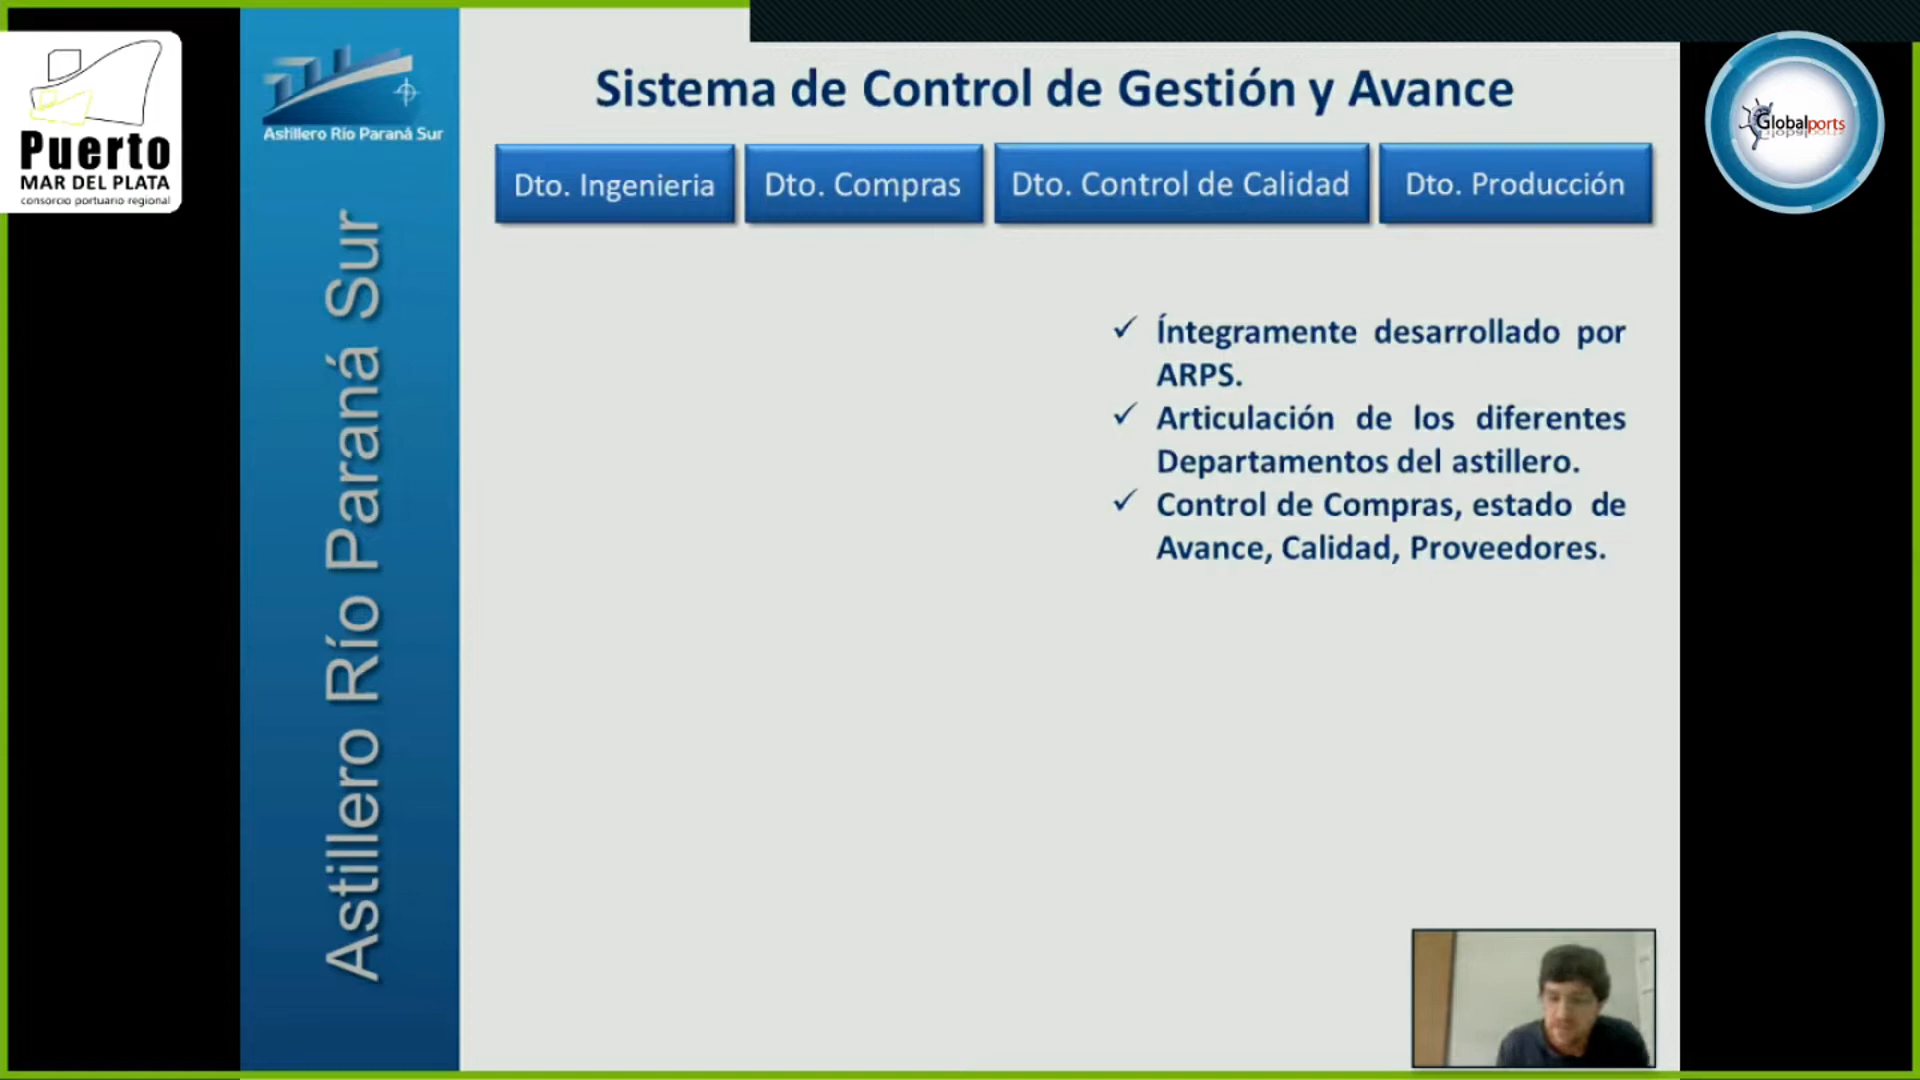 Puerto
MAR DEL PLATA
consorcio portuario regional
Astillero Río Paraná Sur
Astillero Río Paraná Sur
Sistema de Control de Gestión y Avance
Dto. Ingenieria
Dto. Compras
Dto. Control de Calidad
Dto. Producción
✓ Íntegramente desarrollado por
ARPS.
✓ Articulación de los diferentes
Departamentos del astillero.
✓ Control de Compras, estado de
Avance, Calidad, Proveedores.
Globalports